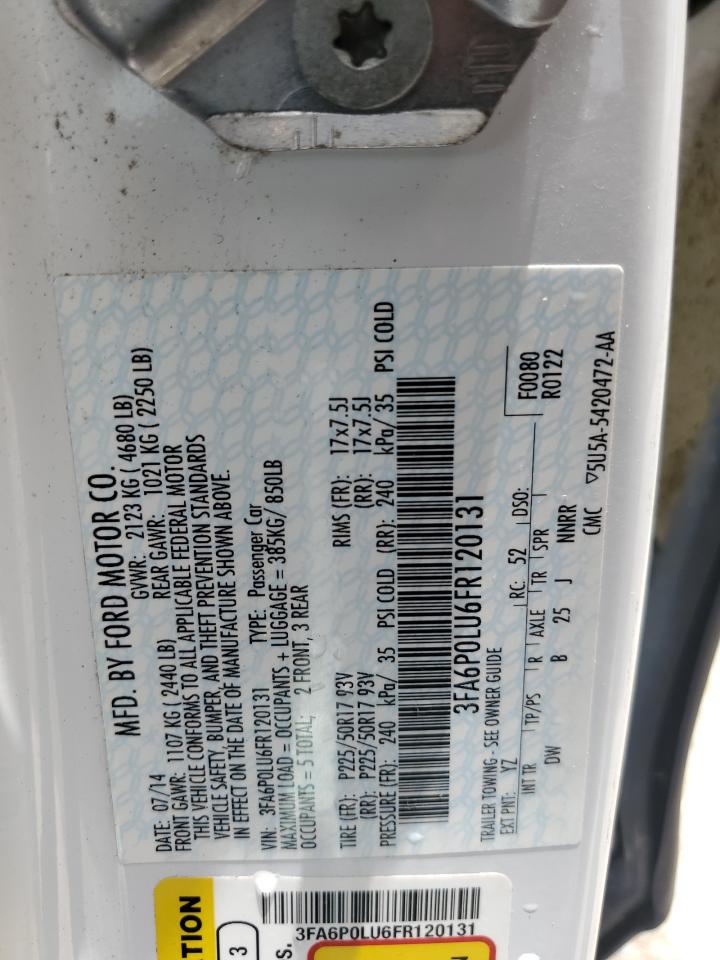 MFD. BY FORD MOTOR CO.
DATE: 07/14 GVWR: 2123 KG ( 4680 LB)
FRONT GAWR: 1107 KG ( 2440 LB) REAR GAWR: 1021 KG ( 2250 LB)
THIS VEHICLE CONFORMS TO ALL APPLICABLE FEDERAL MOTOR
VEHICLE SAFETY, BUMPER, AND THEFT PREVENTION STANDARDS
IN EFFECT ON THE DATE OF MANUFACTURE SHOWN ABOVE.
VIN: 3FA6P0LU6FR120131 TYPE: Passenger Car
MAXIMUM LOAD = OCCUPANTS + LUGGAGE = 385KG/ 850LB
OCCUPANTS = 5 TOTAL; 2 FRONT, 3 REAR
TIRE (FR): P225/50R17 93V RIMS (FR): 17x7.5J
(RR): P225/50R17 93V (RR): 17x7.5J
PRESSURE (FR): 240 kPa/ 35 PSI COLD (RR): 240 kPa/ 35 PSI COLD
3FA6P0LU6FR120131
TRAILER TOWING - SEE OWNER GUIDE
F0080
R0122
EXT PNT: YZ RC: 52 DSO:
INT TR TP/PS R AXLE TR SPR
DW B 25 J NNRR
CMC ▽5U5A-5420472-AA
3FA6P0LU6FR120131
ATION
3
S.